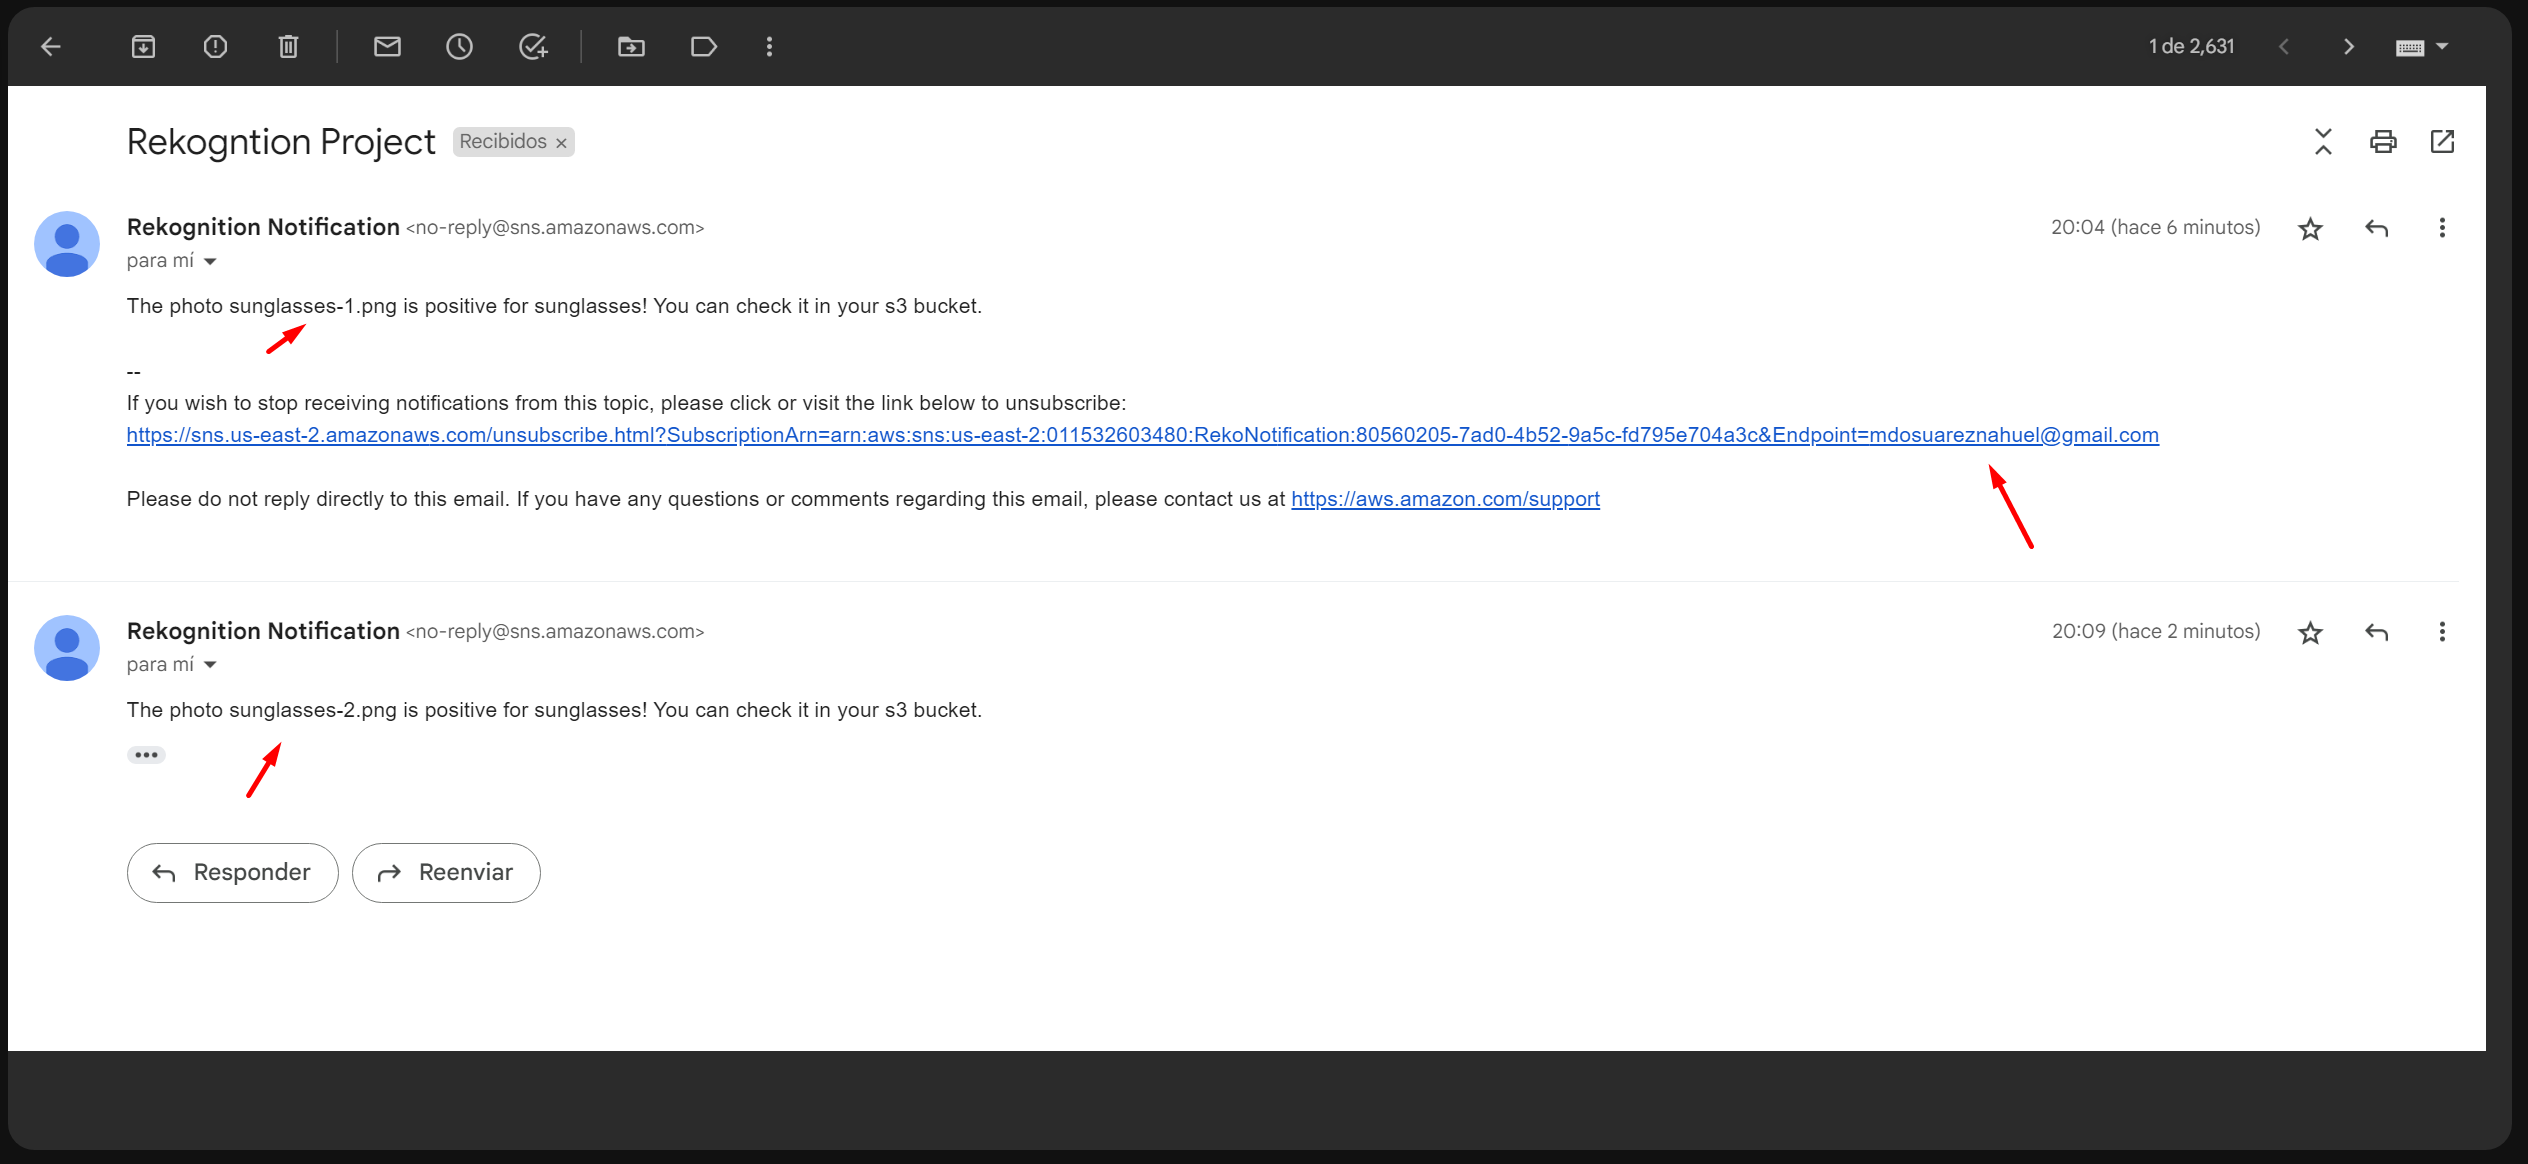 1 de 2,631
Rekogntion Project Recibidos ×
Rekognition Notification <no-reply@sns.amazonaws.com> 20:04 (hace 6 minutos)
para mí
The photo sunglasses-1.png is positive for sunglasses! You can check it in your s3 bucket.
--
If you wish to stop receiving notifications from this topic, please click or visit the link below to unsubscribe:
https://sns.us-east-2.amazonaws.com/unsubscribe.html?SubscriptionArn=arn:aws:sns:us-east-2:011532603480:RekoNotification:80560205-7ad0-4b52-9a5c-fd795e704a3c&Endpoint=mdosuareznahuel@gmail.com
Please do not reply directly to this email. If you have any questions or comments regarding this email, please contact us at https://aws.amazon.com/support
Rekognition Notification <no-reply@sns.amazonaws.com> 20:09 (hace 2 minutos)
para mí
The photo sunglasses-2.png is positive for sunglasses! You can check it in your s3 bucket.
Responder Reenviar